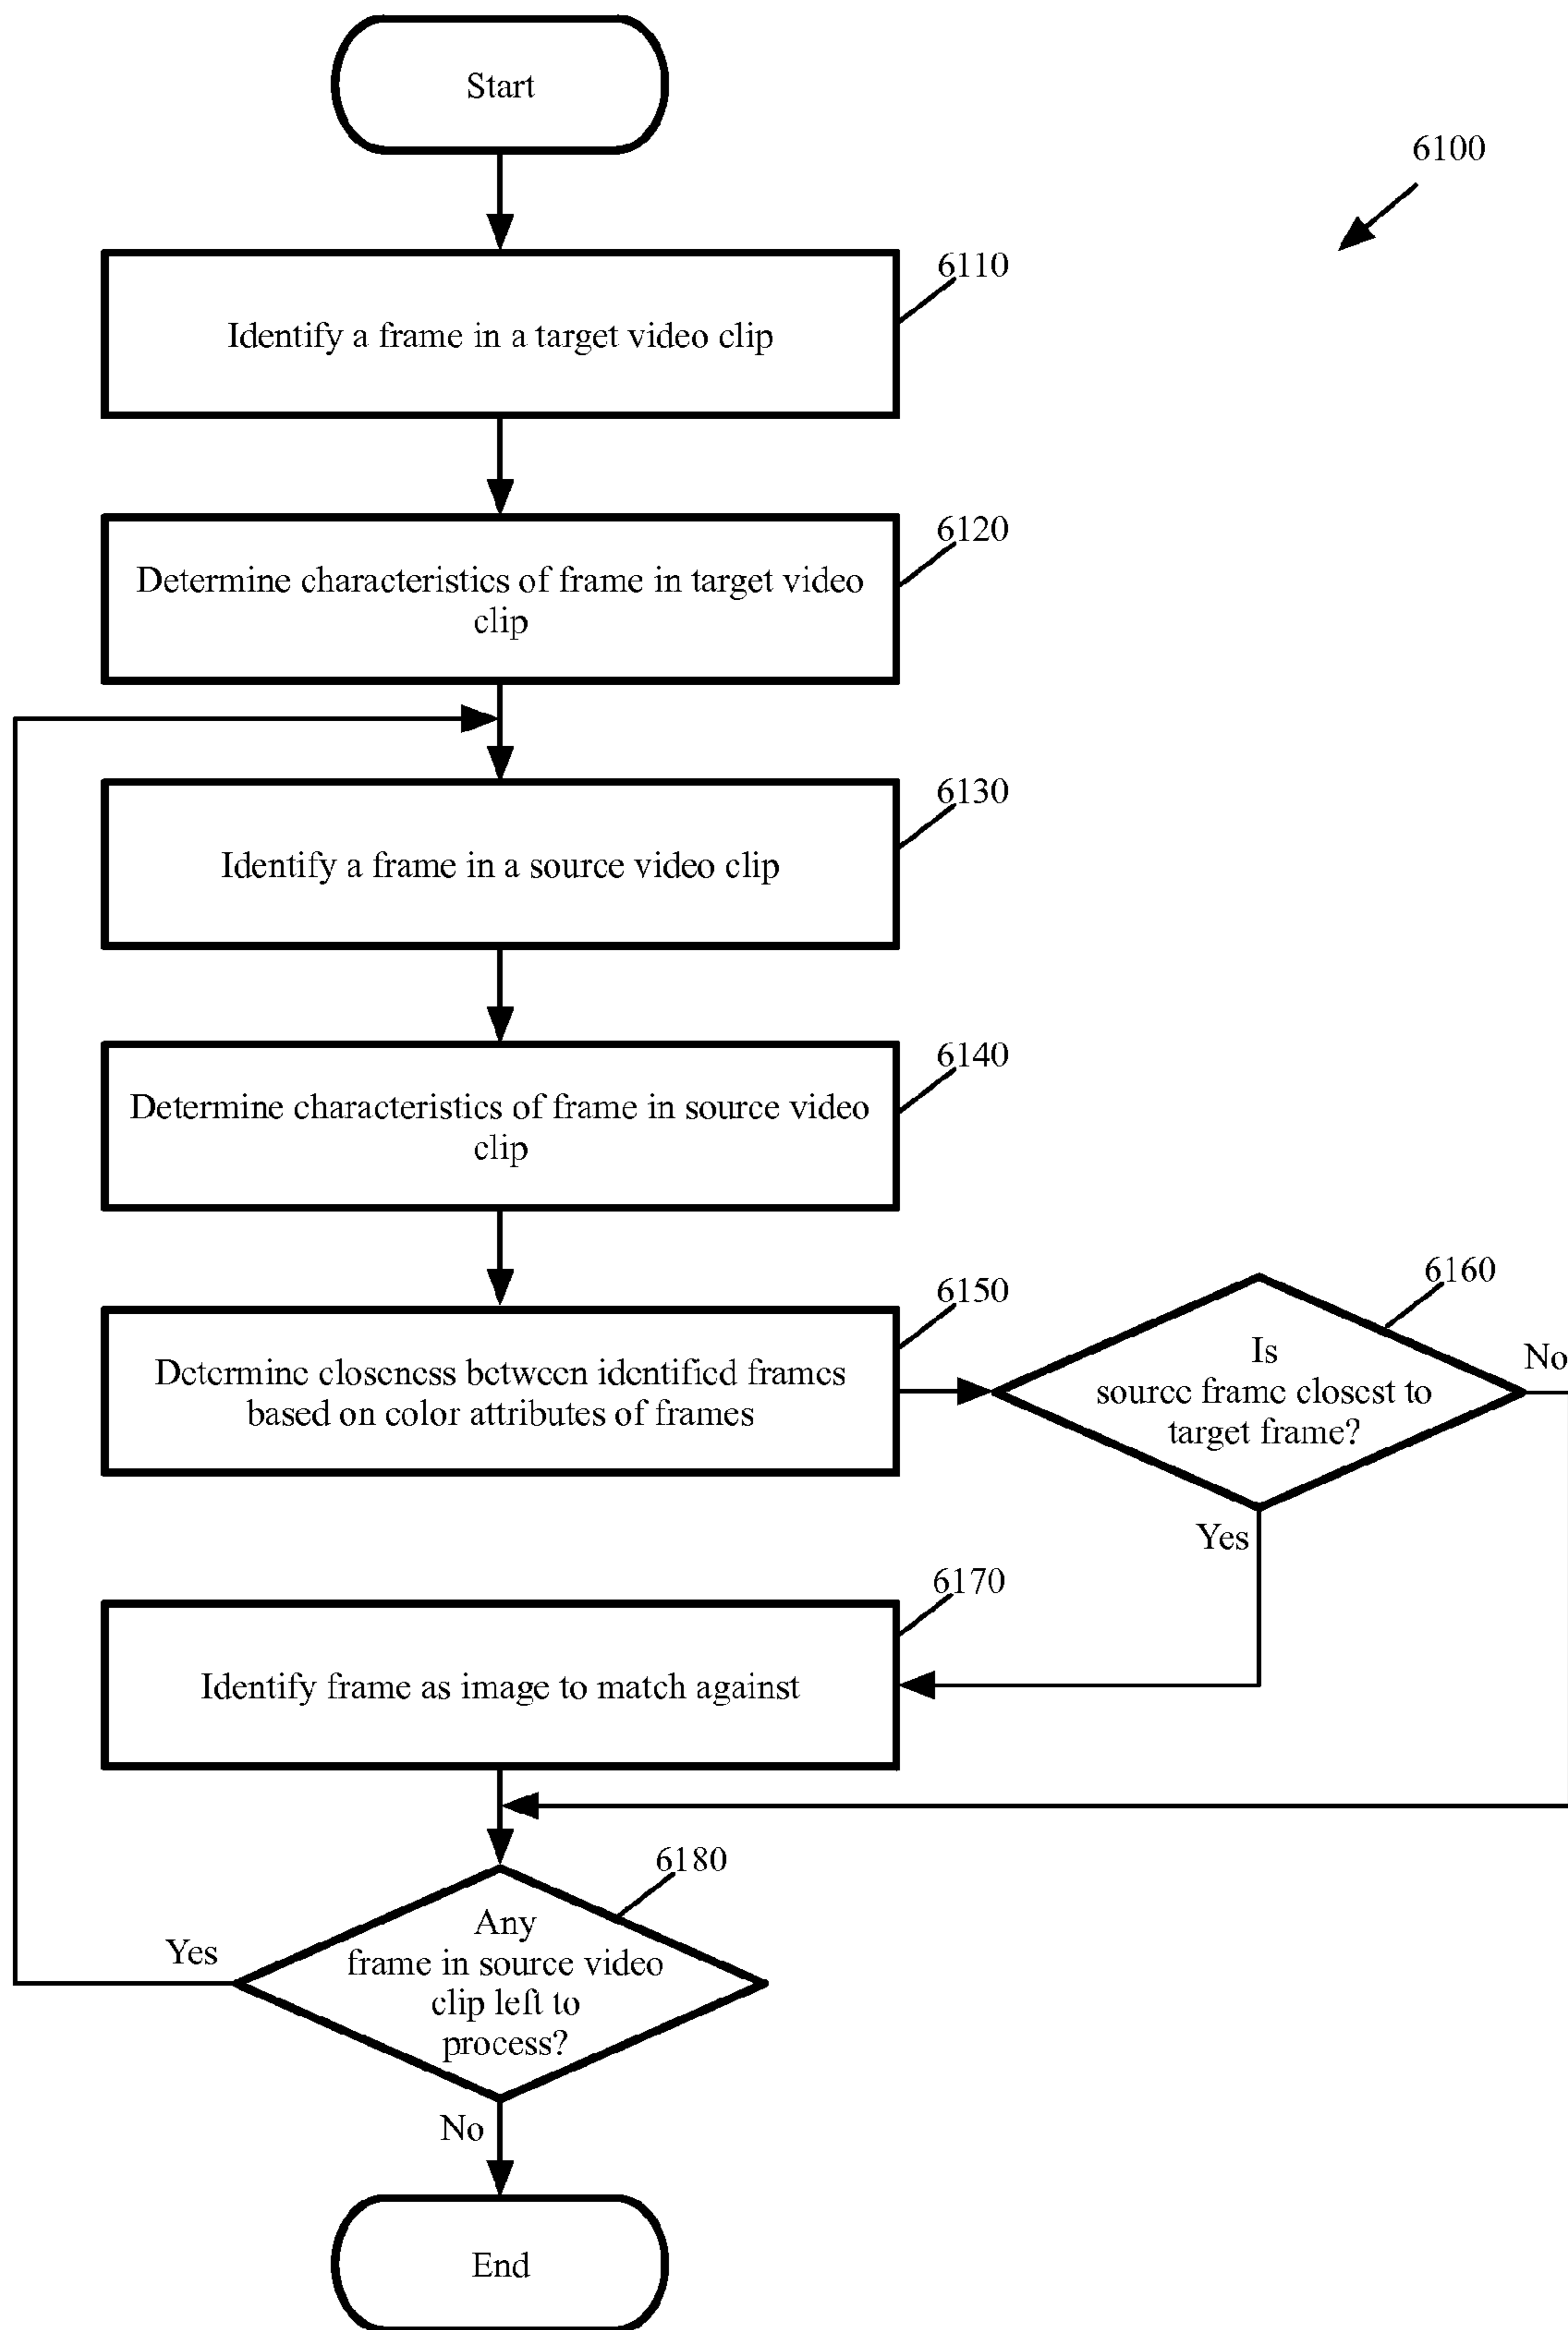 Start
6100
6110
Identify a frame in a target video clip
6120
Determine characteristics of frame in target video
clip
6130
Identify a frame in a source video clip
6140
Determine characteristics of frame in source video
clip
6150
Determine closeness between identified frames
based on color attributes of frames
6160
Is
source frame closest to
target frame?
No
Yes
6170
Identify frame as image to match against
6180
Any
frame in source video
clip left to
process?
Yes
No
End